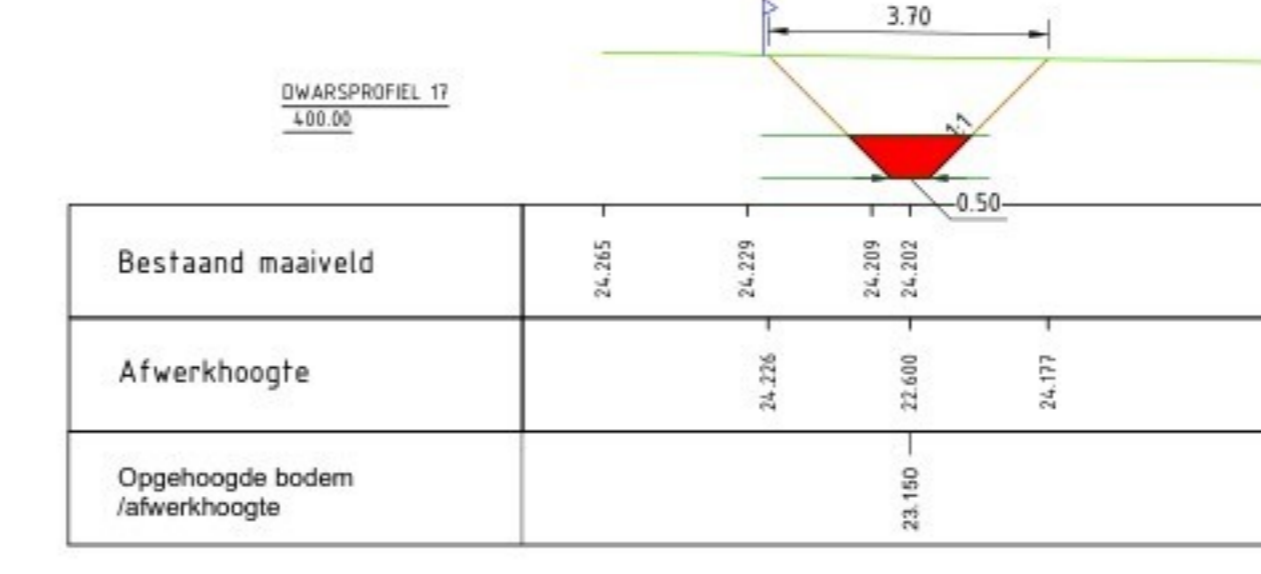 3.70
DWARSPROFIEL 17
400.00
1:1
0.50
Bestaand maaiveld
24.265
24.229
24.209
24.202
Afwerkhoogte
24.226
22.600
24.177
Opgehoogde bodem
/afwerkhoogte
23.150